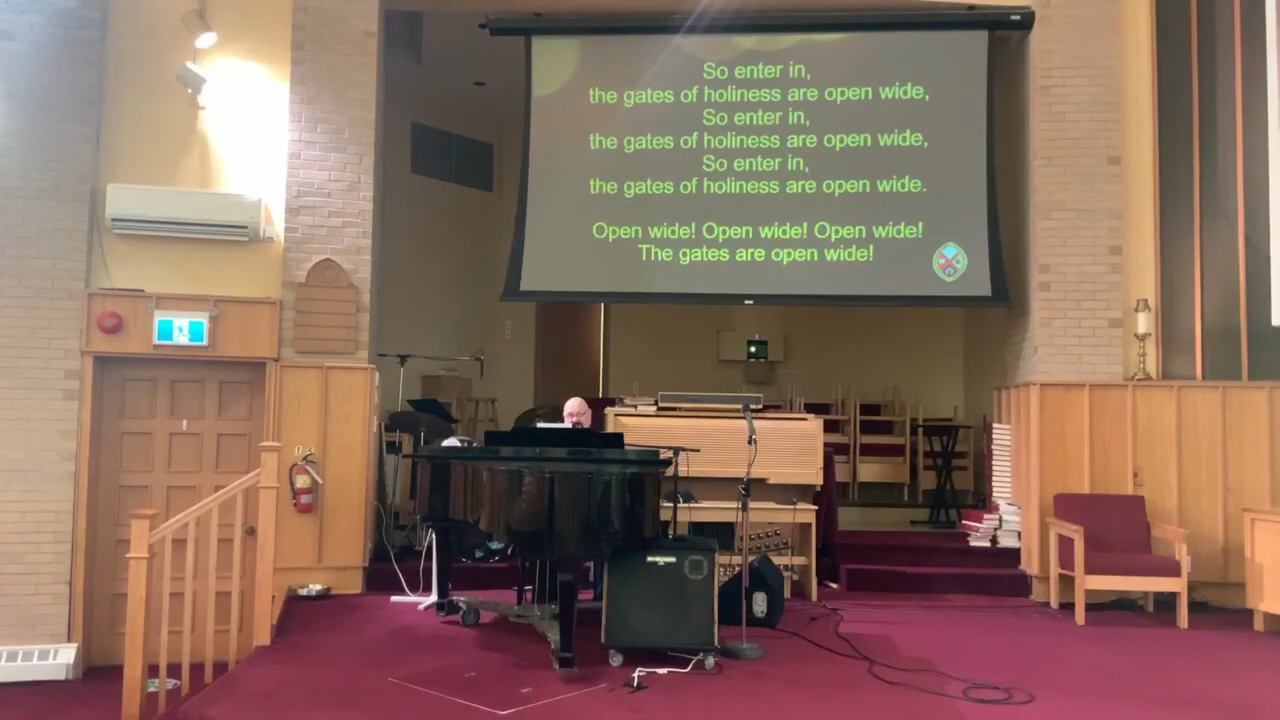 So enter in,
the gates of holiness are open wide,
So enter in,
the gates of holiness are open wide,
So enter in,
the gates of holiness are open wide.
Open wide! Open wide! Open wide!
The gates are open wide!